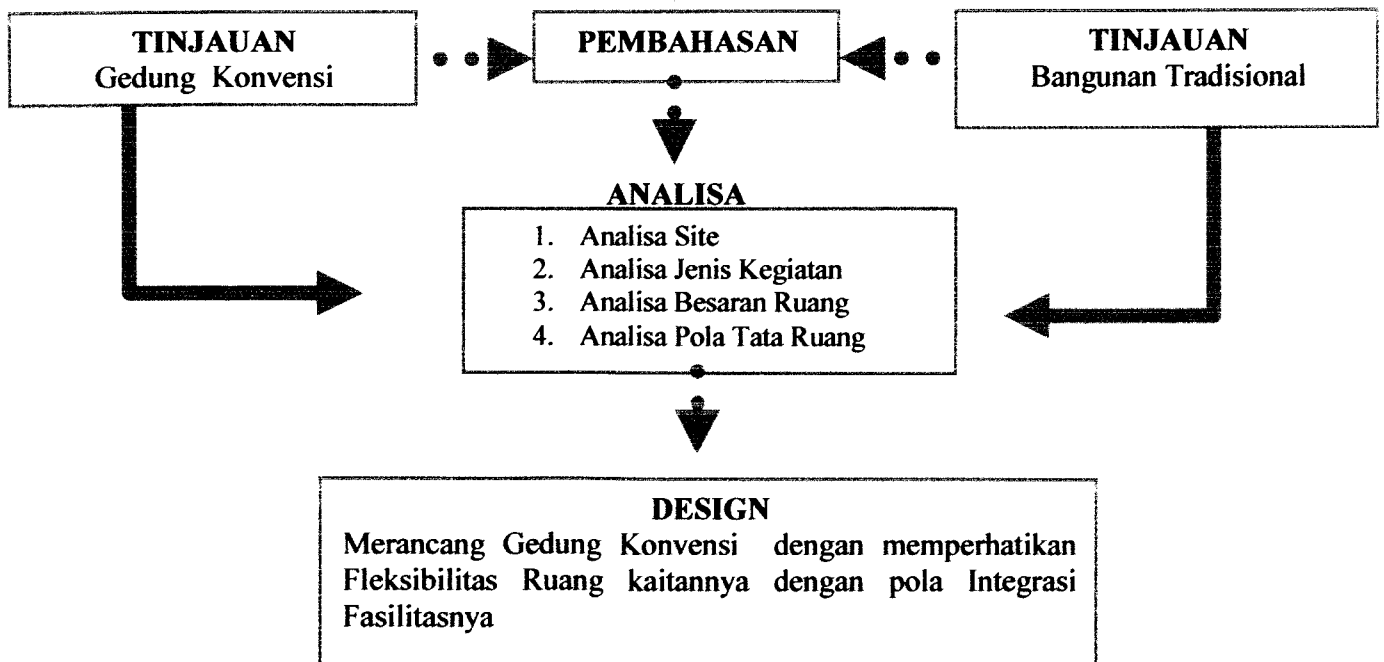 TINJAUAN
Gedung Konvensi
PEMBAHASAN
TINJAUAN
Bangunan Tradisional
ANALISA
1. Analisa Site
2. Analisa Jenis Kegiatan
3. Analisa Besaran Ruang
4. Analisa Pola Tata Ruang
DESIGN
Merancang Gedung Konvensi dengan memperhatikan
Fleksibilitas Ruang kaitannya dengan pola Integrasi
Fasilitasnya